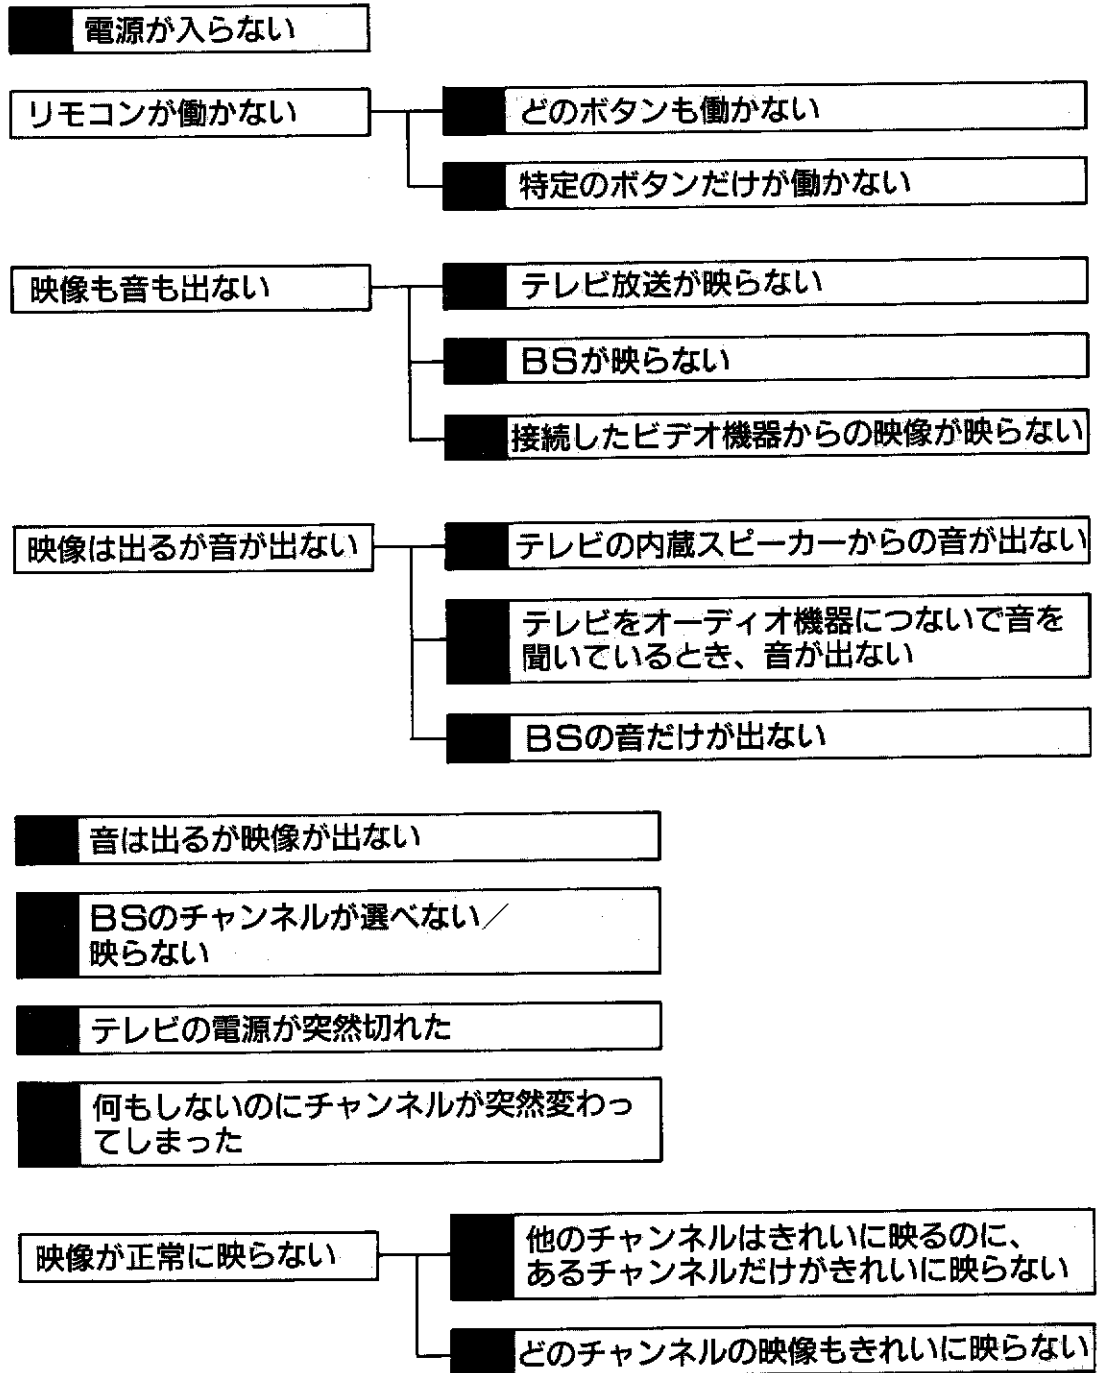 電源が入らない
リモコンが働かない
どのボタンも働かない
特定のボタンだけが働かない
映像も音も出ない
テレビ放送が映らない
BSが映らない
接続したビデオ機器からの映像が映らない
映像は出るが音が出ない
テレビの内蔵スピーカーからの音が出ない
テレビをオーディオ機器につないで音を
聞いているとき、音が出ない
BSの音だけが出ない
音は出るが映像が出ない
BSのチャンネルが選べない／
映らない
テレビの電源が突然切れた
何もしないのにチャンネルが突然変わっ
てしまった
映像が正常に映らない
他のチャンネルはきれいに映るのに、
あるチャンネルだけがきれいに映らない
どのチャンネルの映像もきれいに映らない